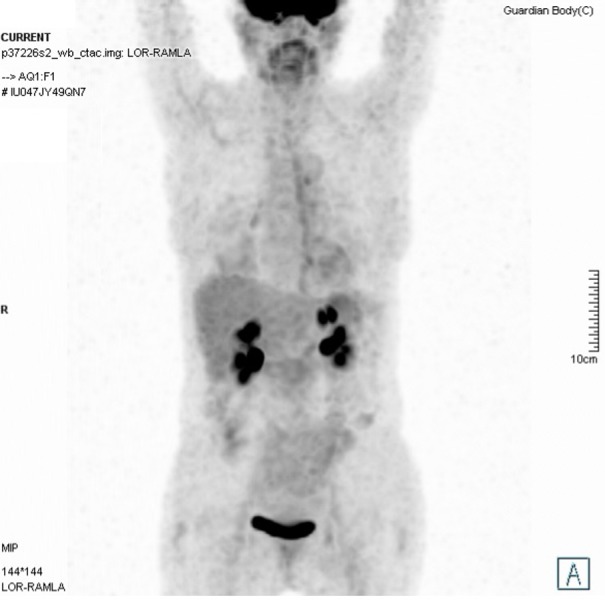 Guardian Body(C)
CURRENT
p37226s2_wb_ctac.img: LOR-RAMLA
--> AQ1:F1
# IU047JY49QN7
R
10cm
MIP
144*144
LOR-RAMLA
A